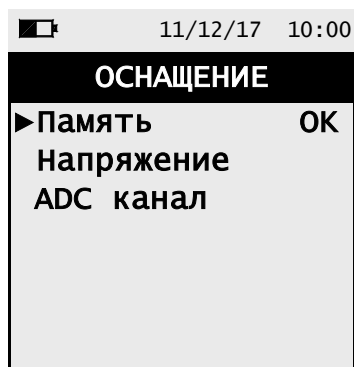 11/12/17 10:00
ОСНАЩЕНИЕ
►Память OK
Напряжение
ADC канал